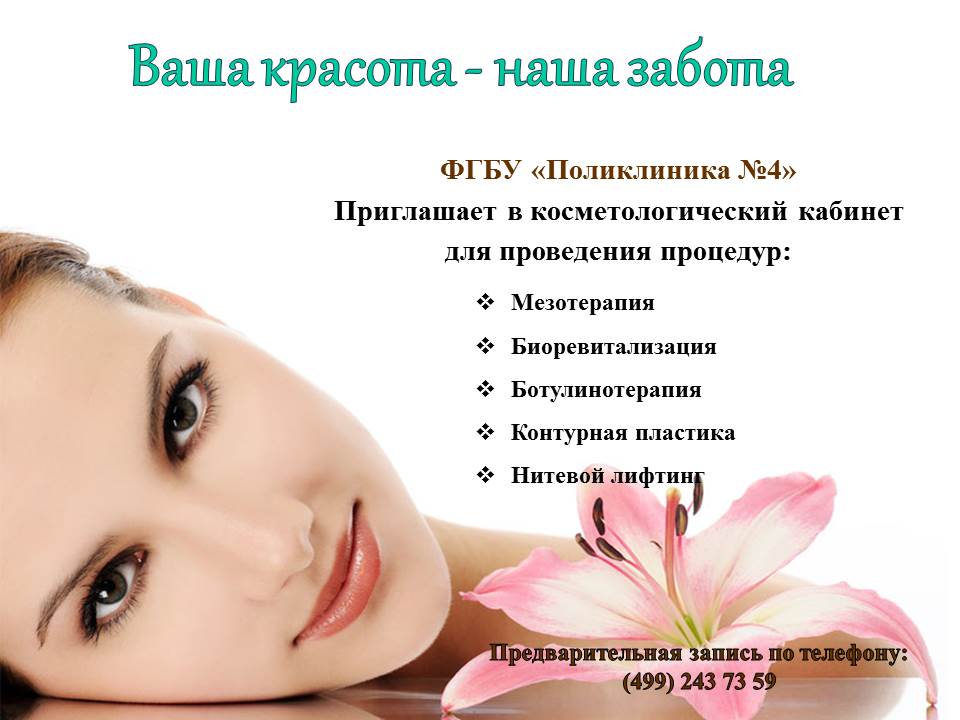 Ваша красота - наша забота
ФГБУ «Поликлиника №4»
Приглашает в косметологический кабинет
для проведения процедур:
❖ Мезотерапия
❖ Биоревитализация
❖ Ботулинотерапия
❖ Контурная пластика
❖ Нитевой лифтинг
Предварительная запись по телефону:
(499) 243 73 59